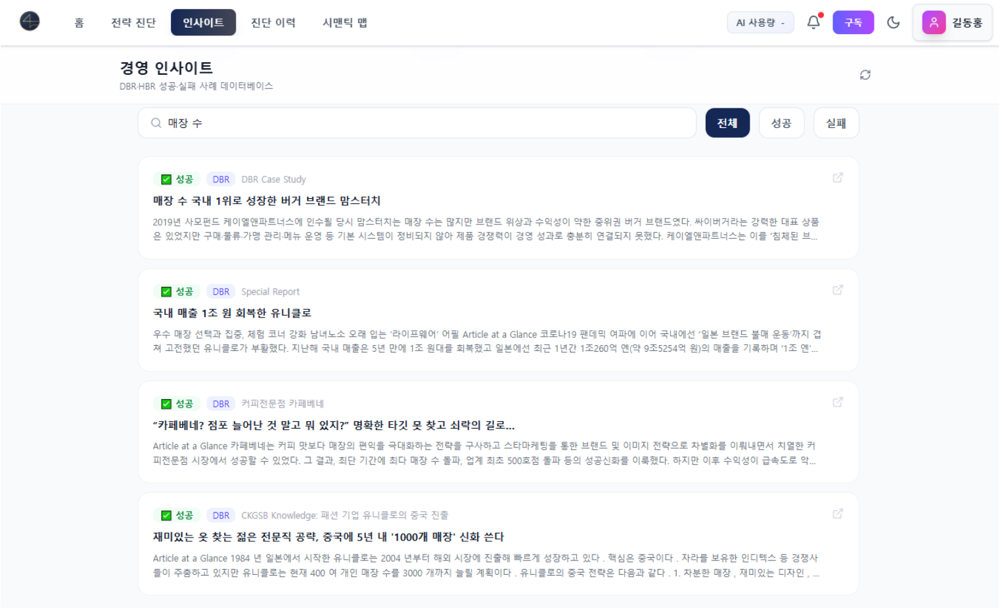 홈 전략 진단 인사이트 진단 이력 시맨틱 맵 AI 사용량 - 구독 길동홍
경영 인사이트
DBR·HBR 성공·실패 사례 데이터베이스
매장 수 전체 성공 실패
성공 DBR DBR Case Study
매장 수 국내 1위로 성장한 버거 브랜드 맘스터치
2019년 사모펀드 케이엘앤파트너스에 인수될 당시 맘스터치는 매장 수는 많지만 브랜드 위상과 수익성이 약한 중위권 버거 브랜드였다. 싸이버거라는 강력한 대표 상품
은 있었지만 구매·물류·가맹 관리·메뉴 운영 등 기본 시스템이 정비되지 않아 제품 경쟁력이 경영 성과로 충분히 연결되지 못했다. 케이엘앤파트너스는 이를 ‘침체된 브...
성공 DBR Special Report
국내 매출 1조 원 회복한 유니클로
우수 매장 선택과 집중, 체험 코너 강화 남녀노소 오래 입는 ‘라이프웨어’ 어필 Article at a Glance 코로나19 팬데믹 여파에 이어 국내에선 ‘일본 브랜드 불매 운동’까지 겹
쳐 고전했던 유니클로가 부활했다. 지난해 국내 매출은 5년 만에 1조 원대를 회복했고 일본에선 최근 1년간 1조260억 엔(약 9조5254억 원)의 매출을 기록하며 ‘1조 엔’...
성공 DBR 커피전문점 카페베네
“카페베네? 점포 늘어난 것 말고 뭐 있지?” 명확한 타깃 못 찾고 쇠락의 길로...
Article at a Glance 카페베네는 커피 맛보다 매장의 편익을 극대화하는 전략을 구사하고 스타마케팅을 통한 브랜드 및 이미지 전략으로 차별화를 이뤄내면서 치열한 커
피전문점 시장에서 성공할 수 있었다. 그 결과, 최단 기간에 최다 매장 수 돌파, 업계 최초 500호점 돌파 등의 성공신화를 이룩했다. 하지만 이후 수익성이 급속도로 악...
성공 DBR CKGSB Knowledge: 패션 기업 유니클로의 중국 진출
재미있는 옷 찾는 젊은 전문직 공략, 중국에 5년 내 '1000개 매장' 신화 쓴다
Article at a Glance 1984 년 일본에서 시작한 유니클로는 2004 년부터 해외 시장에 진출해 빠르게 성장하고 있다 . 핵심은 중국이다 . 자라를 보유한 인디텍스 등 경쟁사
들이 주춤하고 있지만 유니클로는 현재 400 여 개인 매장 수를 3000 개까지 늘릴 계획이다 . 유니클로의 중국 전략은 다음과 같다 . 1. 차분한 매장 , 재미있는 디자인 , ...